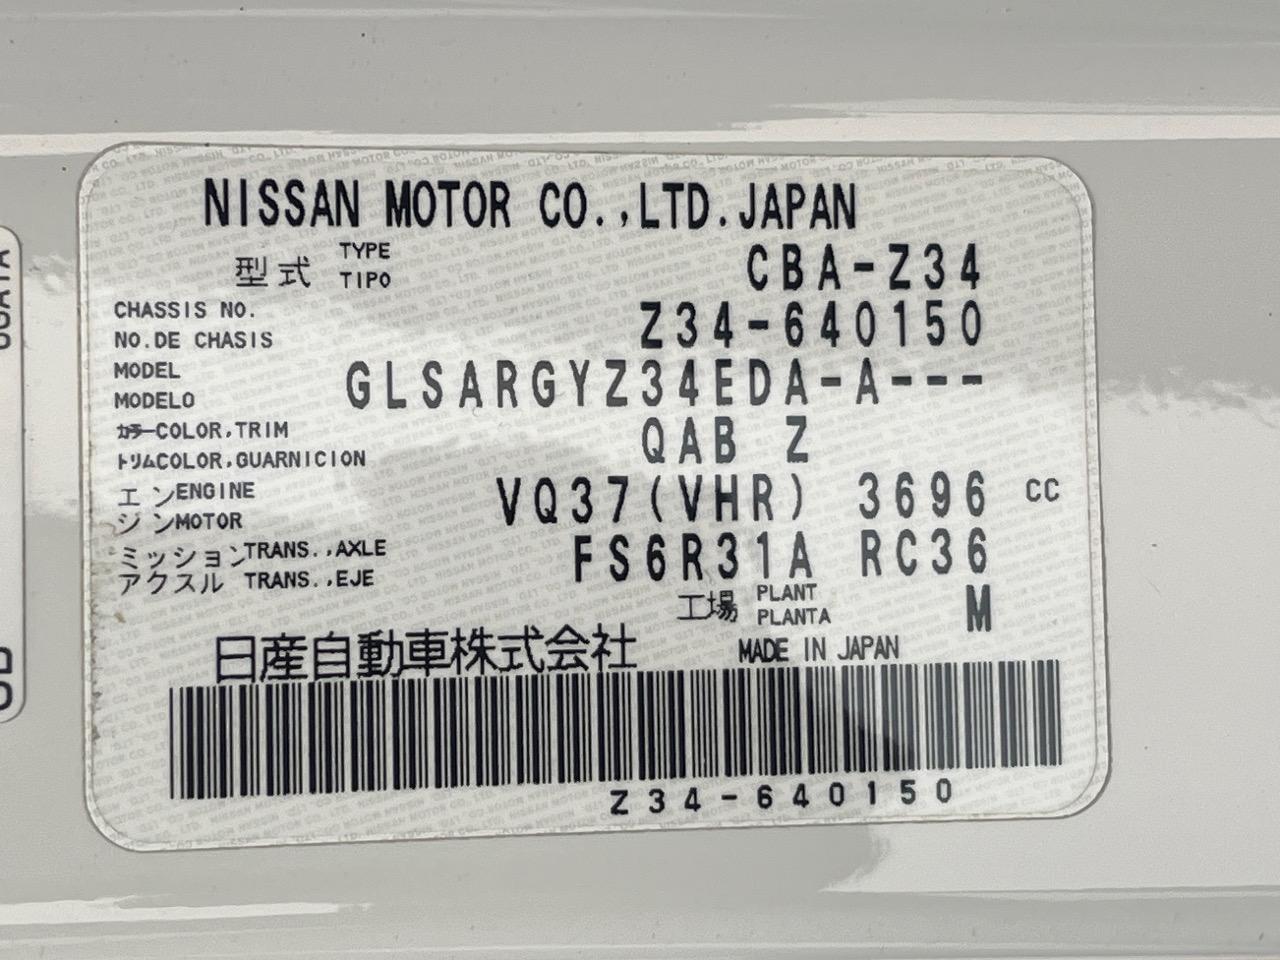 NISSAN MOTOR CO.,LTD.JAPAN
型式 TYPE TIPO CBA-Z34
CHASSIS NO.
NO.DE CHASIS Z34-640150
MODEL
MODELO GLSARGYZ34EDA-A---
カラーCOLOR,TRIM
トリムCOLOR,GUARNICION QAB Z
エンENGINE
ジンMOTOR VQ37(VHR) 3696 CC
ミッションTRANS.,AXLE
アクスル TRANS.,EJE FS6R31A RC36
工場 PLANT PLANTA M
日産自動車株式会社 MADE IN JAPAN
Z34-640150